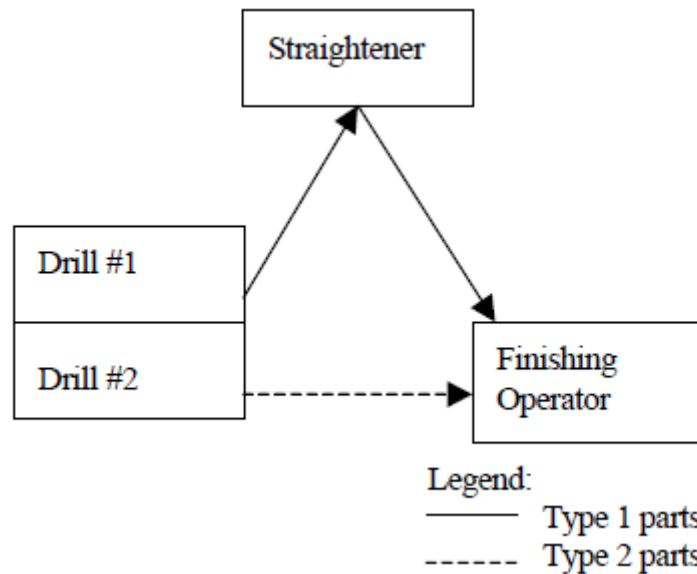 Straightener
Drill #1
Drill #2
Finishing
Operator
Legend:
Type 1 parts
Type 2 parts